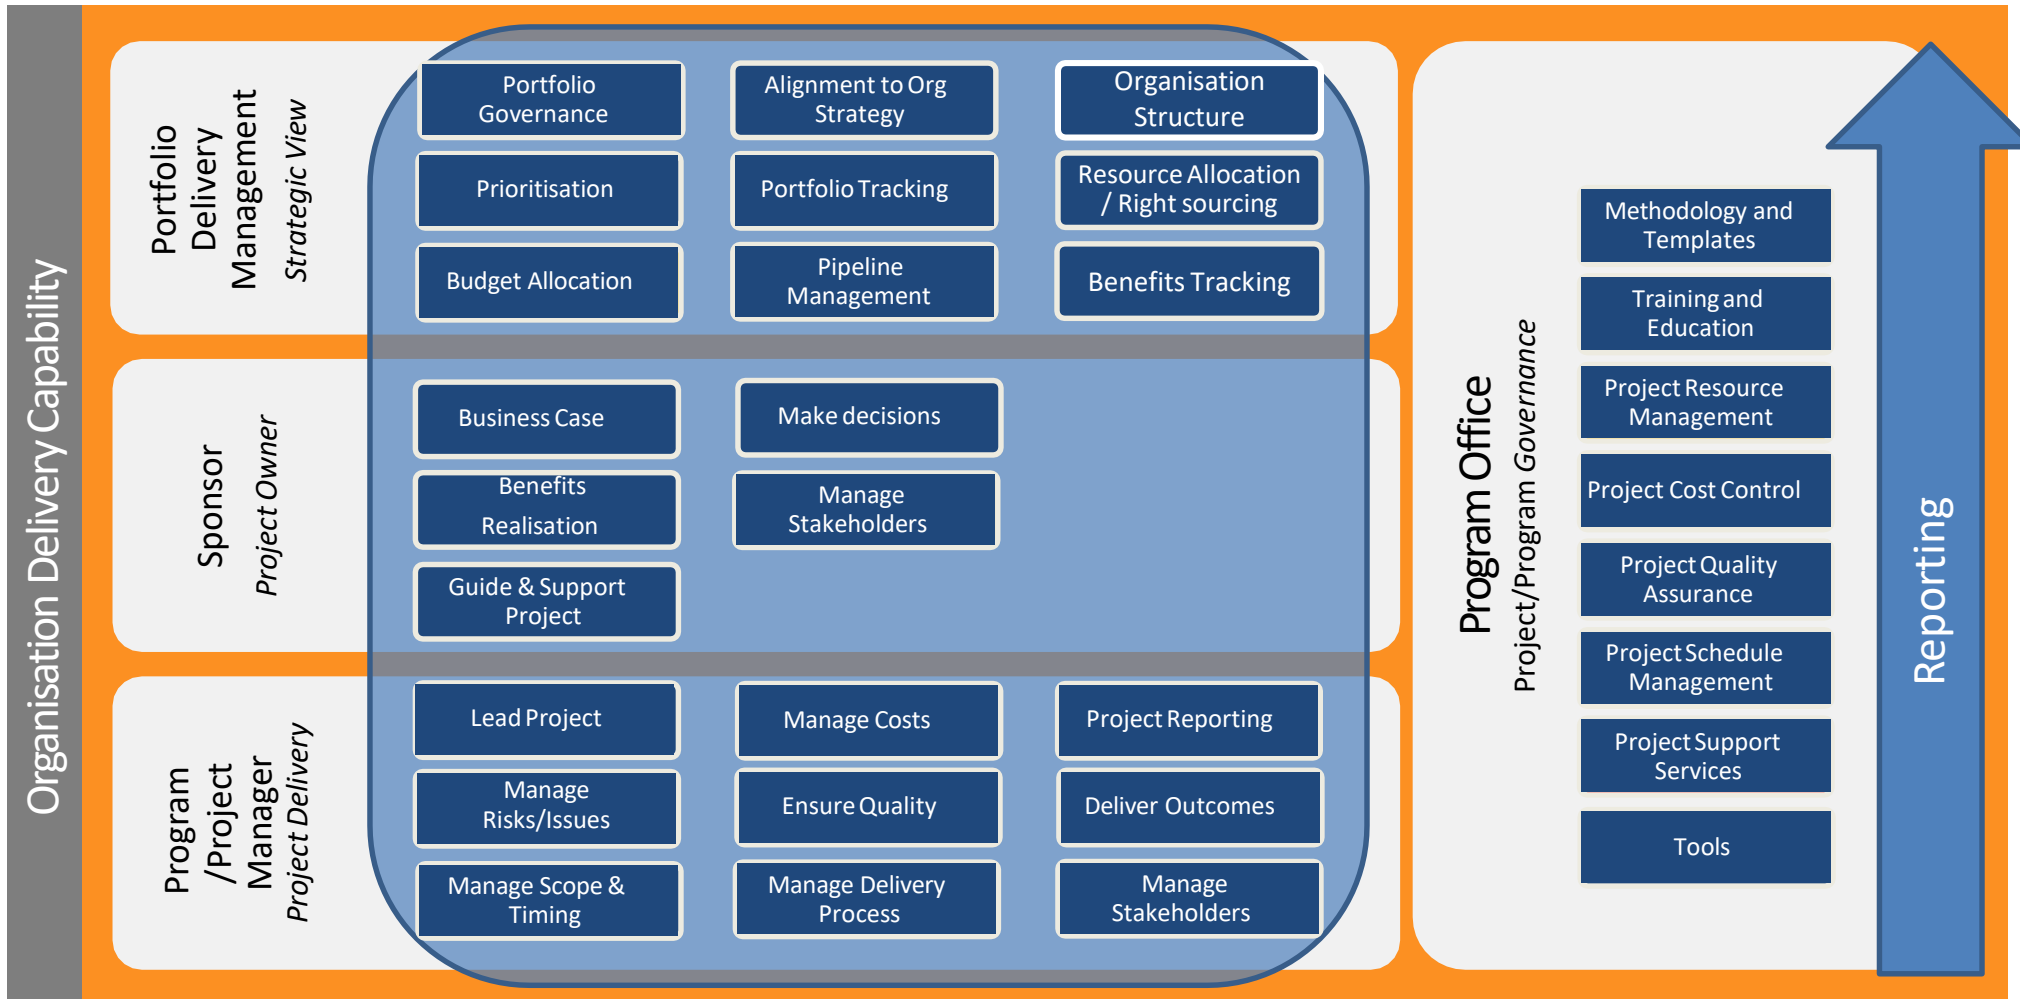 Organisation Delivery Capability
Portfolio
Delivery
Management
Strategic View
Portfolio
Governance
Alignment to Org
Strategy
Organisation
Structure
Prioritisation
Portfolio Tracking
Resource Allocation
/ Right sourcing
Budget Allocation
Pipeline
Management
Benefits Tracking
Sponsor
Project Owner
Business Case
Make decisions
Benefits
Realisation
Manage
Stakeholders
Guide & Support
Project
Program
/Project
Manager
Project Delivery
Lead Project
Manage Costs
Project Reporting
Manage
Risks/Issues
Ensure Quality
Deliver Outcomes
Manage Scope &
Timing
Manage Delivery
Process
Manage
Stakeholders
Program Office
Project/Program Governance
Methodology and
Templates
Training and
Education
Project Resource
Management
Project Cost Control
Project Quality
Assurance
Project Schedule
Management
Project Support
Services
Tools
Reporting